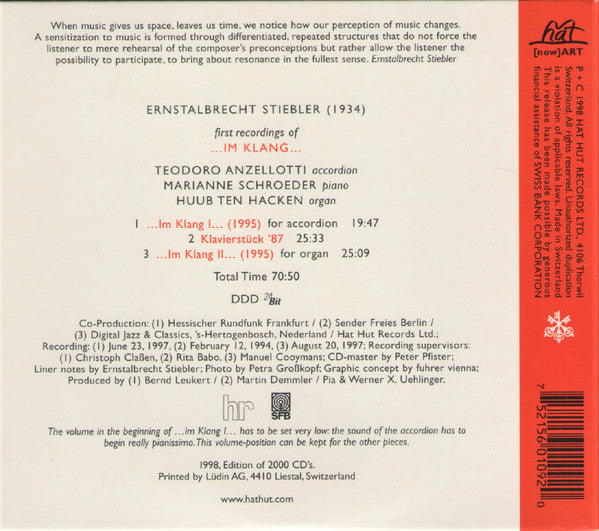 When music gives us space, leaves us time, we notice how our perception of music changes.
A sensitization to music is formed through differentiated, repeated structures that do not force the
listener to mere rehearsal of the composer's preconceptions but rather allow the listener the
possibility to participate, to bring about resonance in the fullest sense. Ernstalbrecht Stiebler
ERNSTALBRECHT STIEBLER (1934)
first recordings of
...IM KLANG...
TEODORO ANZELLOTTI accordion
MARIANNE SCHROEDER piano
HUUB TEN HACKEN organ
1 ...Im Klang I... (1995) for accordion 19:47
2 Klavierstück '87 25:33
3 ...Im Klang II... (1995) for organ 25:09
Total Time 70:50
DDD 24Bit
Co-Production: (1) Hessischer Rundfunk Frankfurt / (2) Sender Freies Berlin /
(3) Digital Jazz & Classics, 's-Hertogenbosch, Nederland / Hat Hut Records Ltd.;
Recording: (1) June 23, 1997, (2) February 12, 1994, (3) August 20, 1997; Recording supervisors:
(1) Christoph Claßen, (2) Rita Babo, (3) Manuel Cooymans; CD-master by Peter Pfister;
Liner notes by Ernstalbrecht Stiebler; Photo by Petra Großkopf; Graphic concept by fuhrer vienna;
Produced by (1) Bernd Leukert / (2) Martin Demmler / Pia & Werner X. Uehlinger.
hr SFB
The volume in the beginning of ...im Klang I... has to be set very low: the sound of the accordion has to
begin really pianissimo. This volume-position can be kept for the other pieces.
1998, Edition of 2000 CD's.
Printed by Lüdin AG, 4410 Liestal, Switzerland
www.hathut.com
hat
[now]ART
P + C 1998 HAT HUT RECORDS LTD., 4106 Therwil
Switzerland. All rights reserved. Unauthorized duplication
is a violation of applicable laws. Made in Switzerland
This release has been made possible by generous
financial assistance of SWISS BANK CORPORATION
7 52156 01092 0